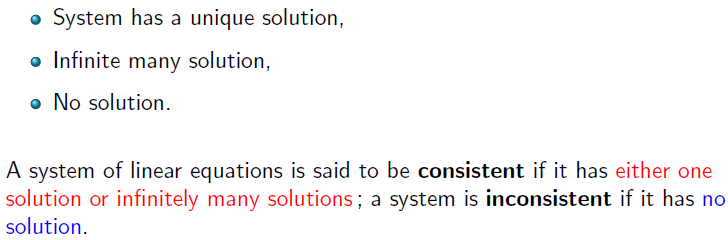 System has a unique solution,
Infinite many solution,
No solution.
A system of linear equations is said to be consistent if it has either one
solution or infinitely many solutions; a system is inconsistent if it has no
solution.